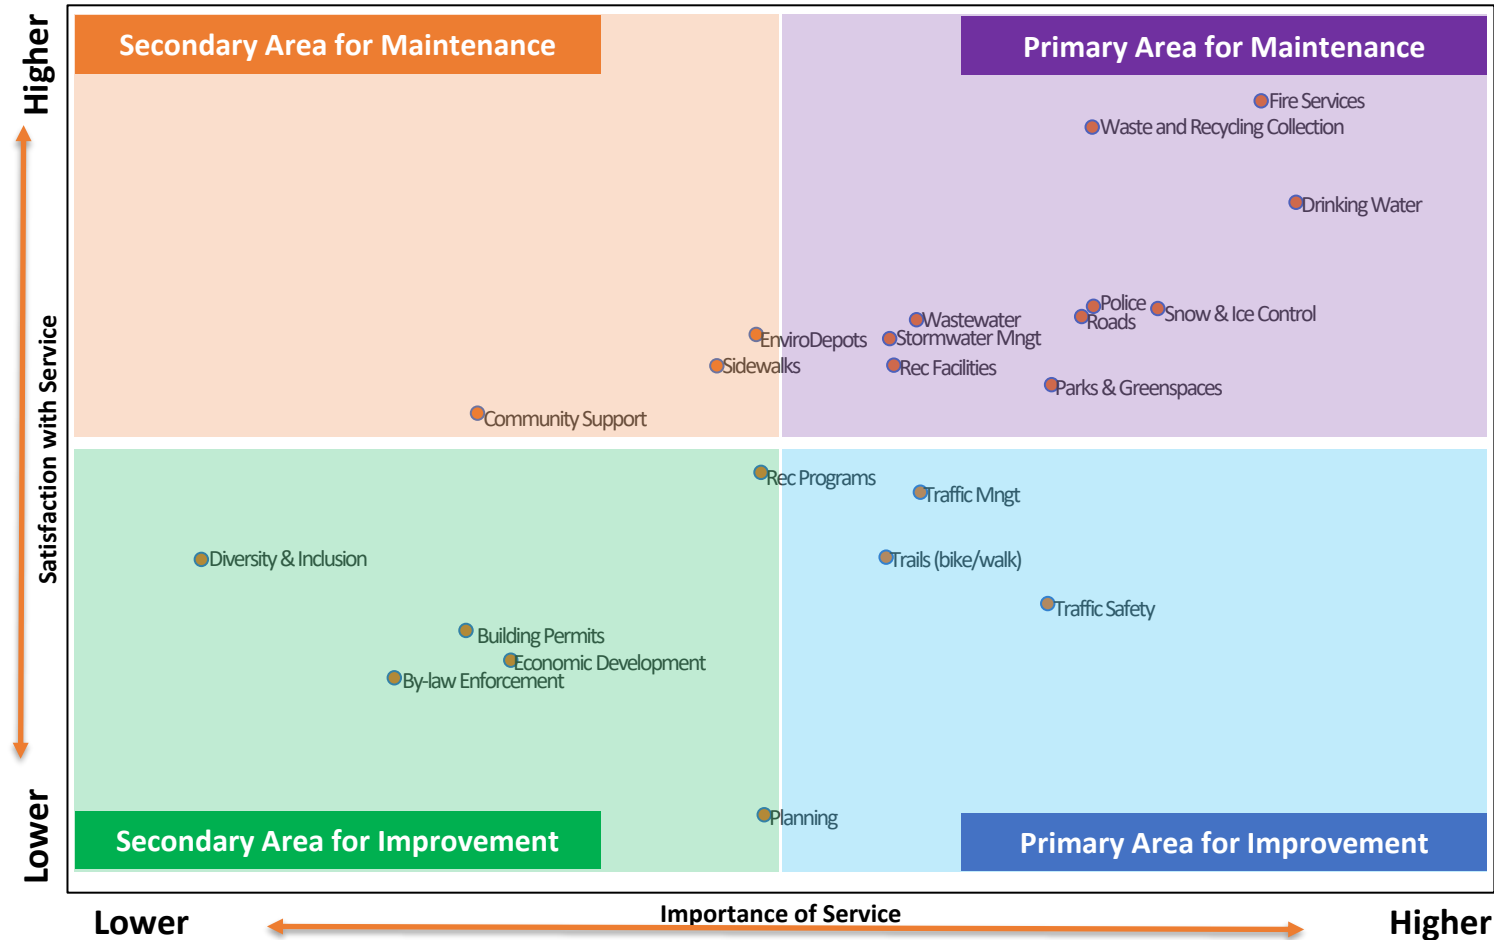 Higher
Secondary Area for Maintenance
Primary Area for Maintenance
Fire Services
Waste and Recycling Collection
Drinking Water
Police
Snow & Ice Control
Roads
Wastewater
EnviroDepots
Stormwater Mngt
Sidewalks
Rec Facilities
Parks & Greenspaces
Community Support
Satisfaction with Service
Rec Programs
Traffic Mngt
Diversity & Inclusion
Trails (bike/walk)
Traffic Safety
Building Permits
Economic Development
By-law Enforcement
Planning
Secondary Area for Improvement
Primary Area for Improvement
Lower
Lower
Importance of Service
Higher